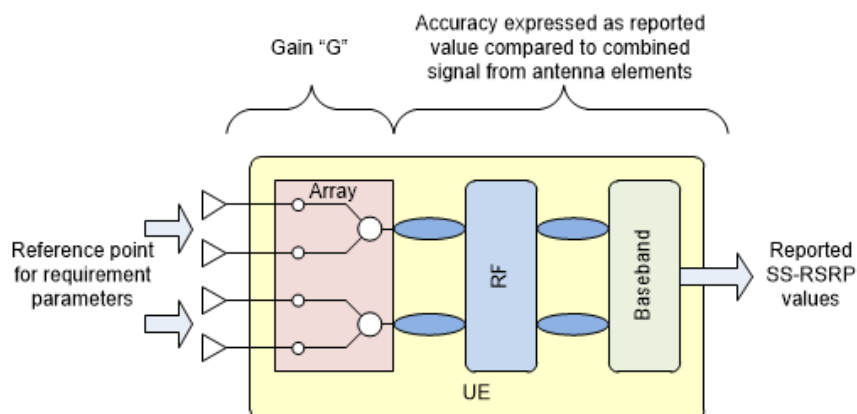 Gain “G”
Accuracy expressed as reported
value compared to combined
signal from antenna elements
Array
Reference point
for requirement
parameters
RF
Baseband
Reported
SS-RSRP
values
UE